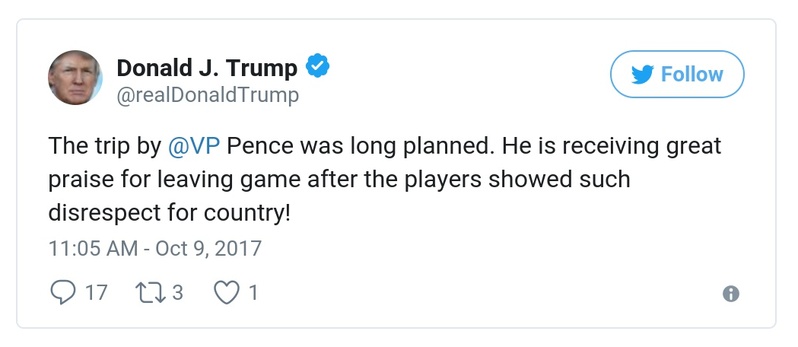 Donald J. Trump
Follow
@realDonaldTrump
The trip by @VP Pence was long planned. He is receiving great
praise for leaving game after the players showed such
disrespect for country!
11:05 AM - Oct 9, 2017
17 3 1